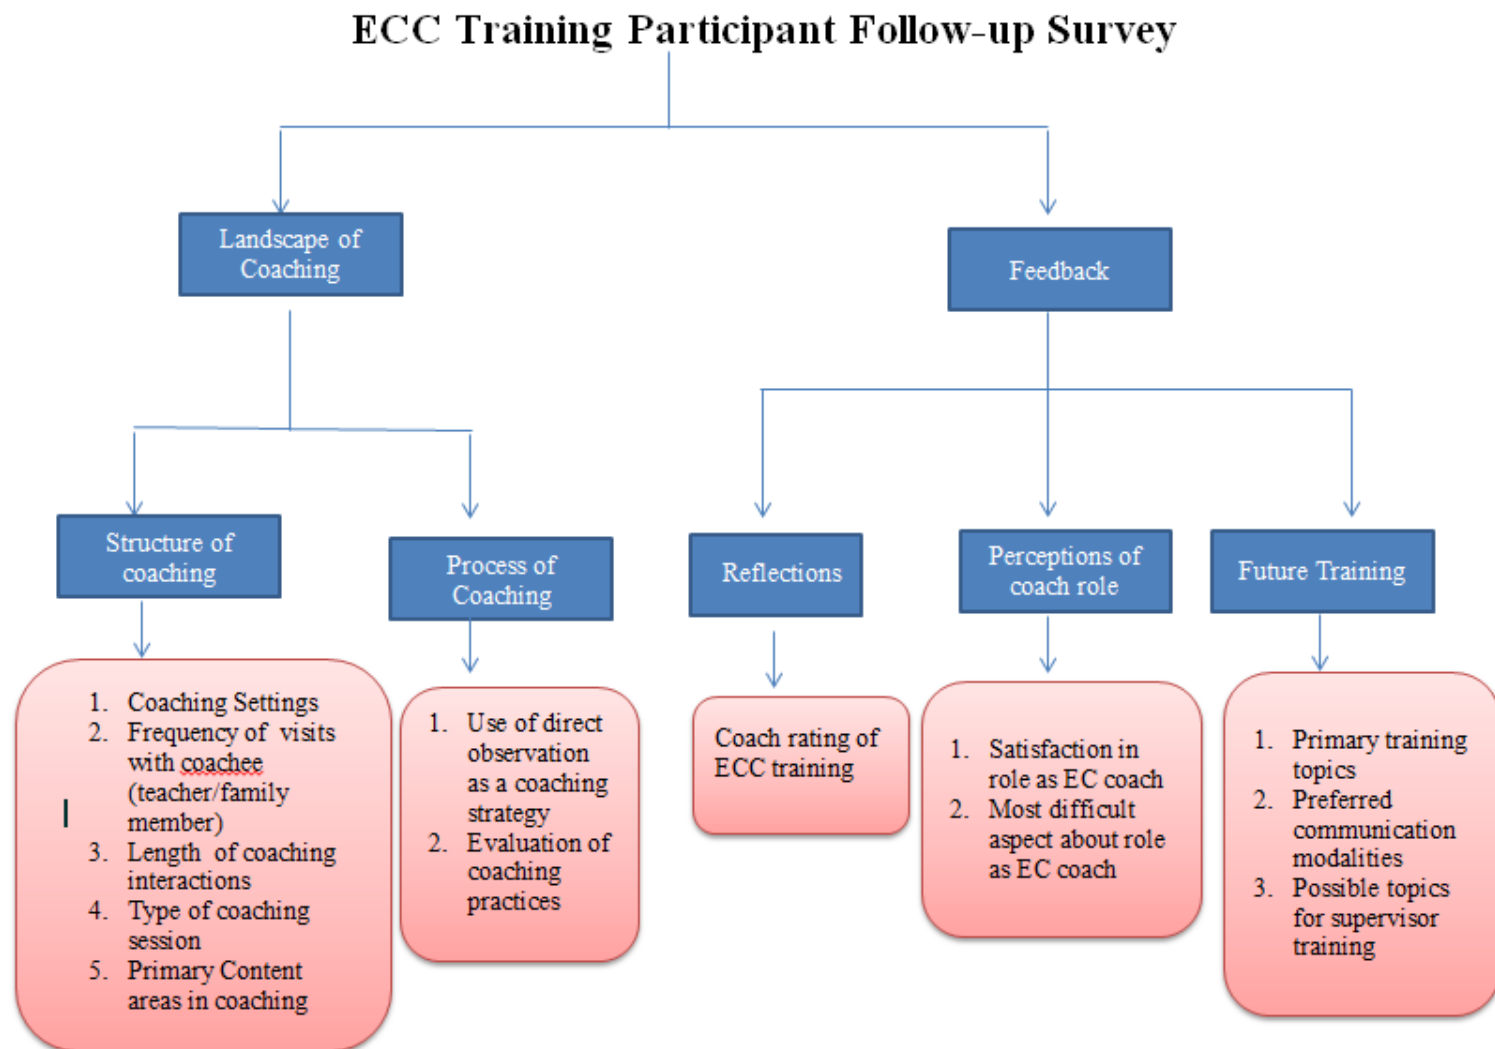 ECC Training Participant Follow-up Survey
Landscape of
Coaching
Feedback
Structure of
coaching
Process of
Coaching
Reflections
Perceptions of
coach role
Future Training
1. Coaching Settings
2. Frequency of visits
with coachee
(teacher/family
member)
3. Length of coaching
interactions
4. Type of coaching
session
5. Primary Content
areas in coaching
1. Use of direct
observation
as a coaching
strategy
2. Evaluation of
coaching
practices
Coach rating of
ECC training
1. Satisfaction in
role as EC coach
2. Most difficult
aspect about role
as EC coach
1. Primary training
topics
2. Preferred
communication
modalities
3. Possible topics
for supervisor
training